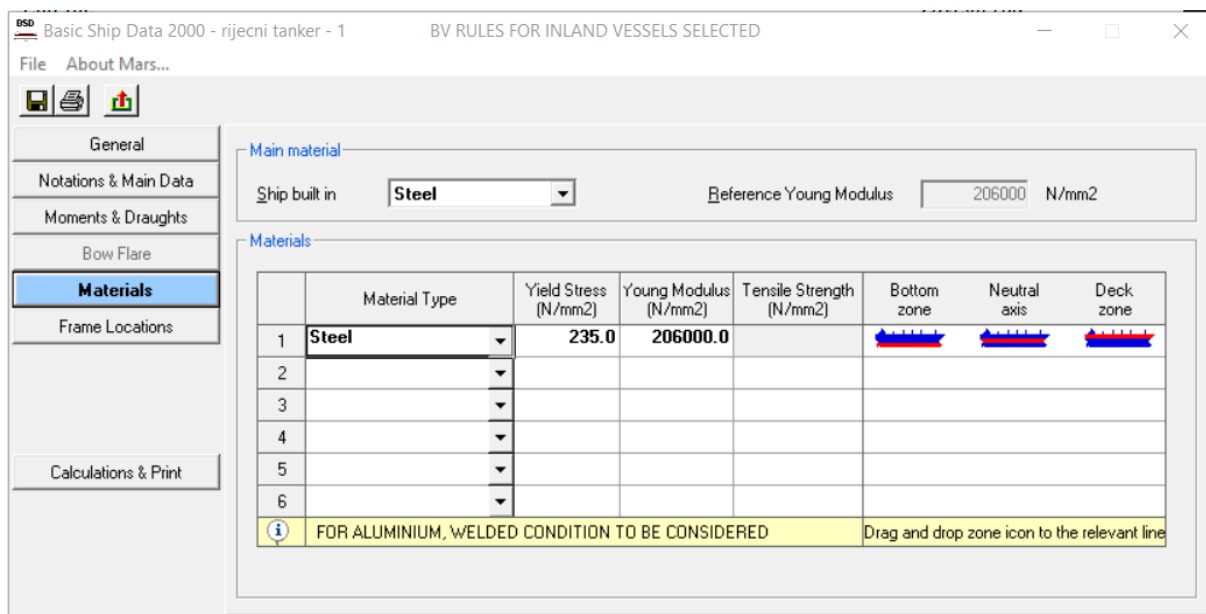 BSD Basic Ship Data 2000 - rijecni tanker - 1 BV RULES FOR INLAND VESSELS SELECTED
File About Mars...
General
Notations & Main Data
Moments & Draughts
Bow Flare
Materials
Frame Locations
Calculations & Print
Main material
Ship built in Steel Reference Young Modulus 206000 N/mm2
Materials
Material Type Yield Stress (N/mm2) Young Modulus (N/mm2) Tensile Strength (N/mm2) Bottom zone Neutral axis Deck zone
1 Steel 235.0 206000.0
2
3
4
5
6
FOR ALUMINIUM, WELDED CONDITION TO BE CONSIDERED Drag and drop zone icon to the relevant line